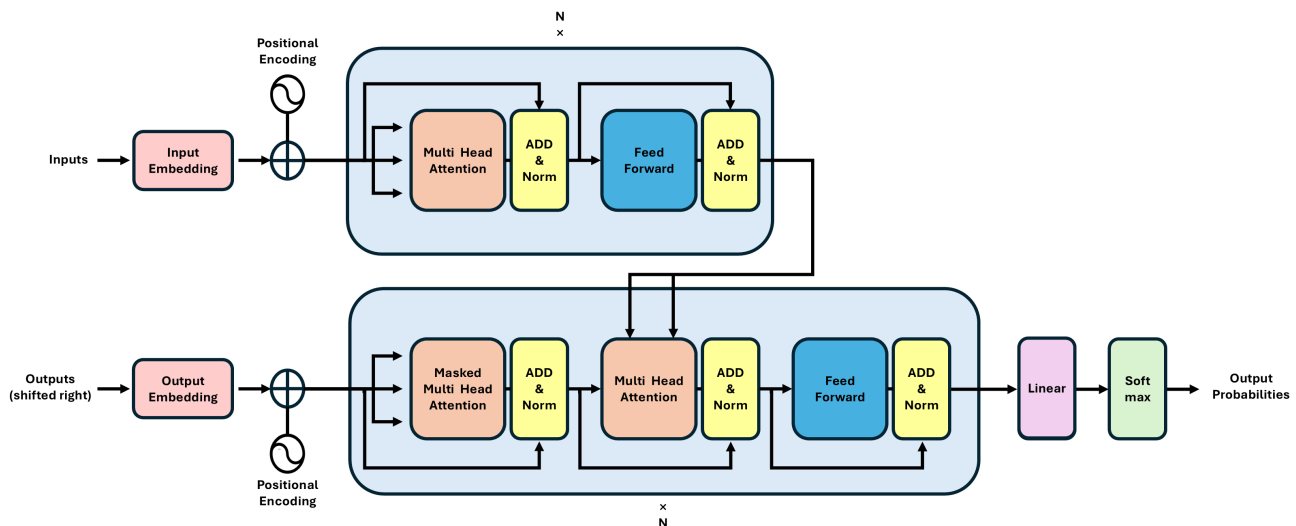 N
×
Positional
Encoding
Inputs
Input
Embedding
Multi Head
Attention
ADD
&
Norm
Feed
Forward
ADD
&
Norm
Outputs
(shifted right)
Output
Embedding
Positional
Encoding
Masked
Multi Head
Attention
ADD
&
Norm
Multi Head
Attention
ADD
&
Norm
Feed
Forward
ADD
&
Norm
Linear
Soft
max
Output
Probabilities
×
N